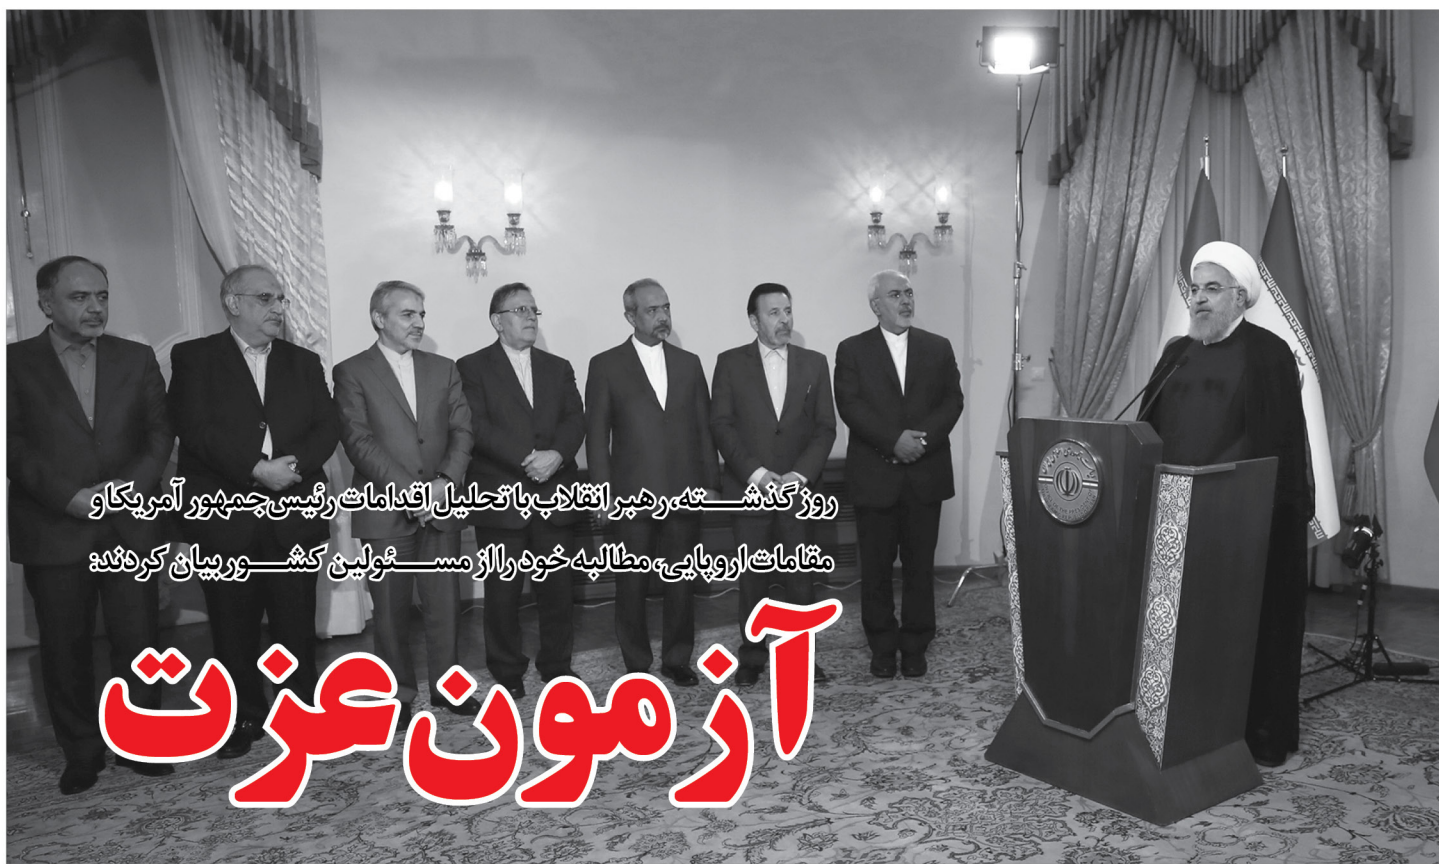 روز گذشته، رهبر انقلاب با تحلیل اقدامات رئیس‌جمهور آمریکا و
مقامات اروپایی، مطالبه خود را از مسئولین کشور بیان کردند:
آزمون عزت